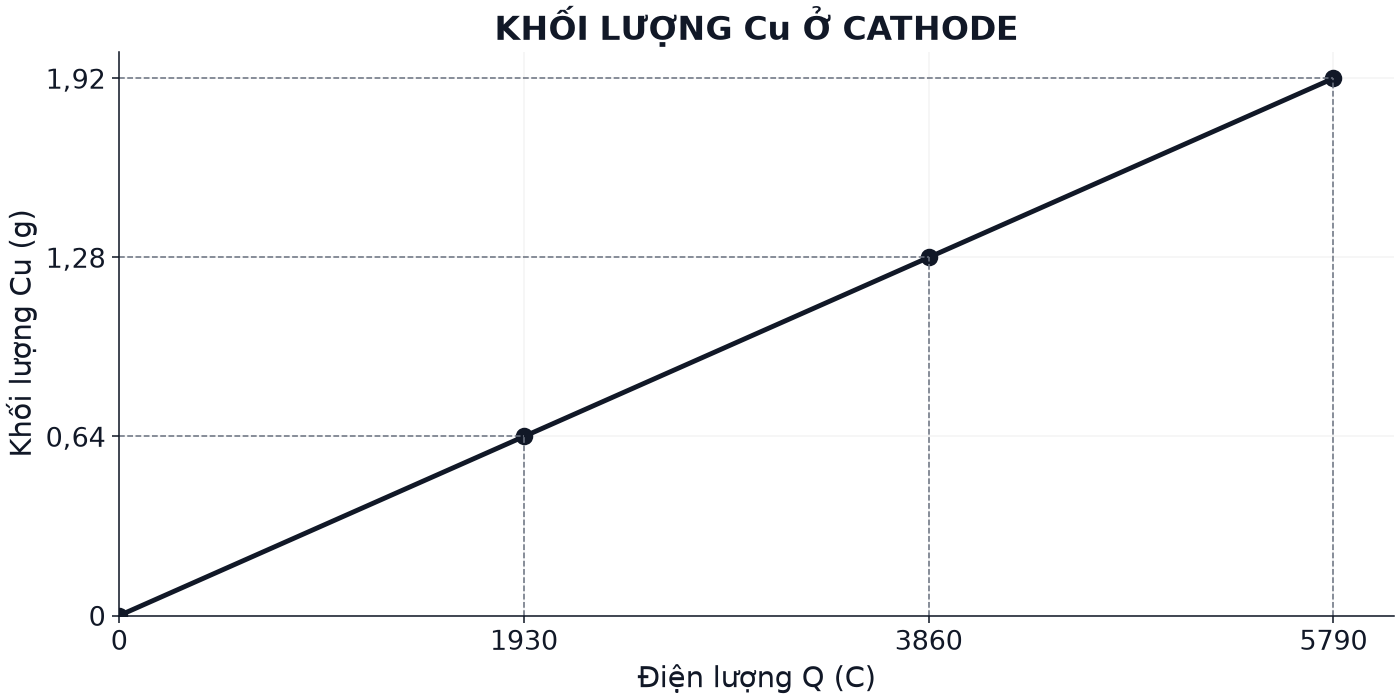 KHỐI LƯỢNG Cu Ở CATHODE
Khối lượng Cu (g)
1,92
1,28
0,64
0
0 1930 3860 5790
Điện lượng Q (C)